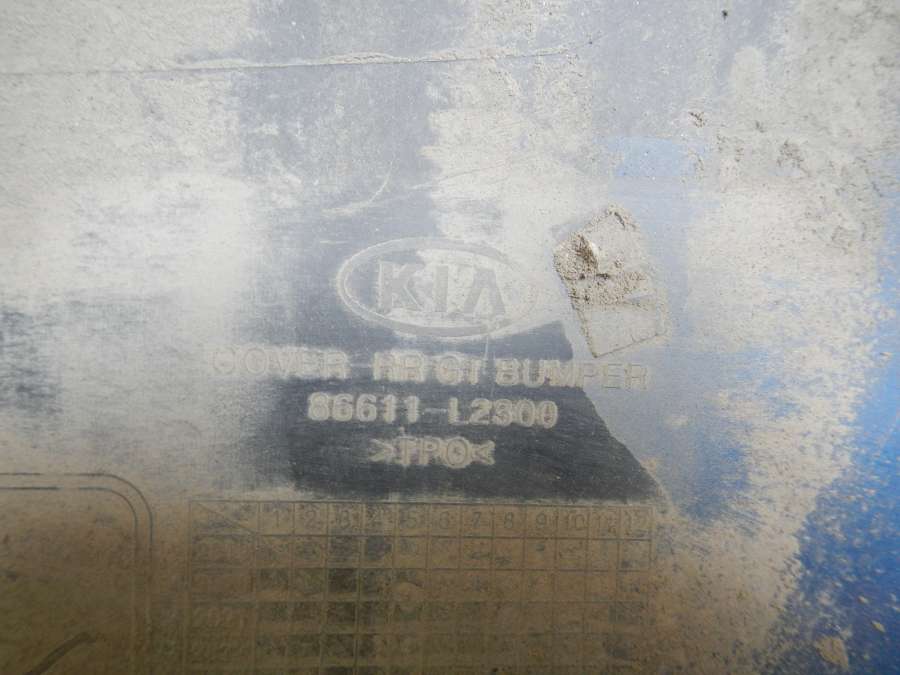 KIA
COVER RR GT BUMPER
86611-L2300
>TPO<
1 2 3 4 5 6 7 8 9 10 11 12